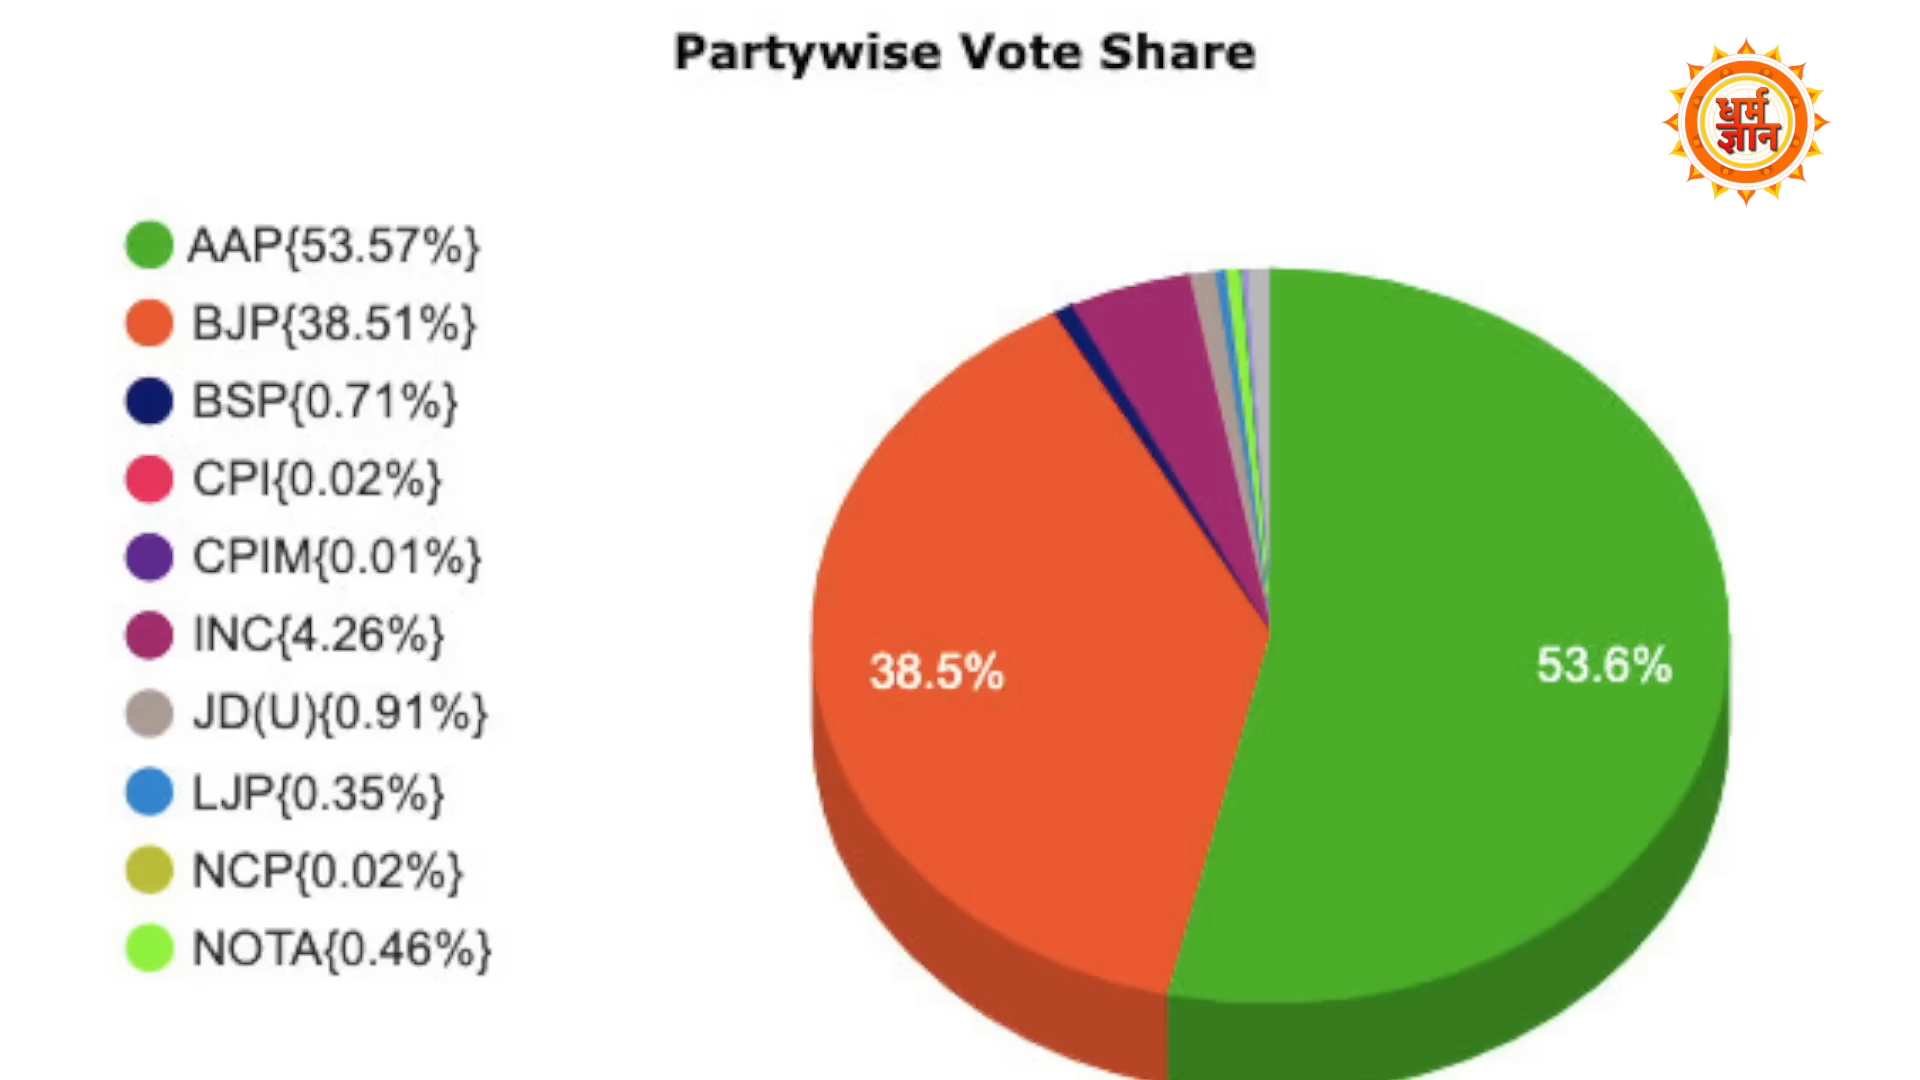 Partywise Vote Share
धर्म
ज्ञान
AAP{53.57%}
BJP{38.51%}
BSP{0.71%}
CPI{0.02%}
CPIM{0.01%}
INC{4.26%}
JD(U){0.91%}
LJP{0.35%}
NCP{0.02%}
NOTA{0.46%}
38.5%
53.6%